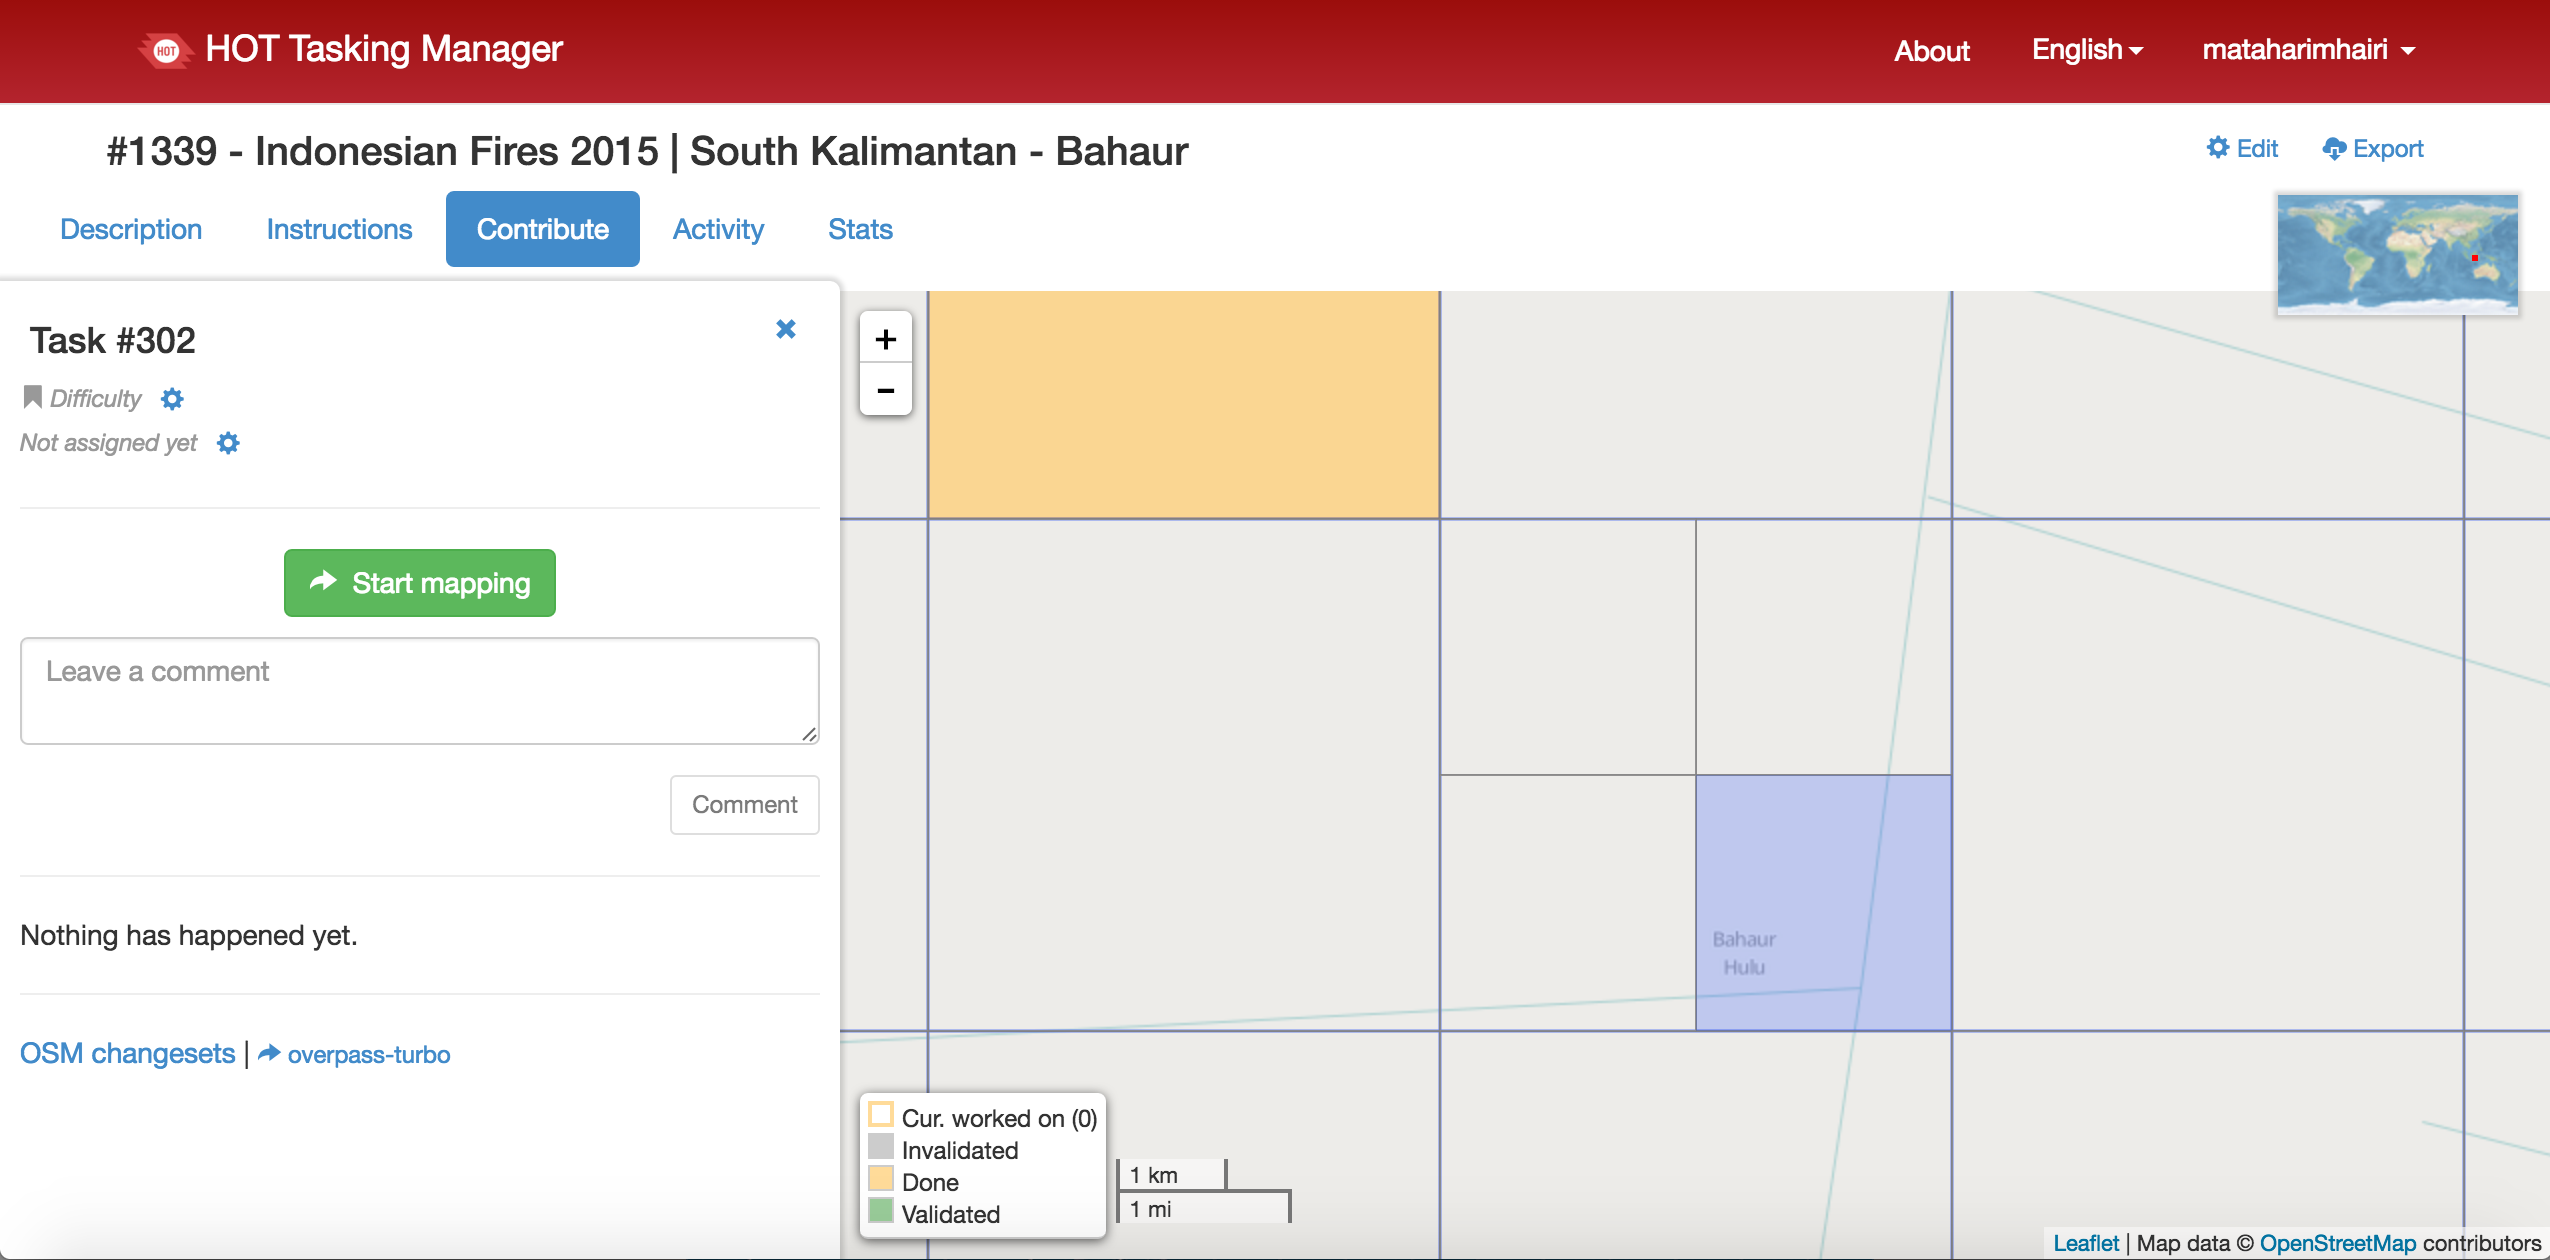 HOT HOT Tasking Manager About English mataharimhairi
#1339 - Indonesian Fires 2015 | South Kalimantan - Bahaur
Edit Export
Description Instructions Contribute Activity Stats
Task #302
Difficulty
Not assigned yet
Start mapping
Leave a comment
Comment
Nothing has happened yet.
OSM changesets | overpass-turbo
+
-
Bahaur
Hulu
Cur. worked on (0)
Invalidated
Done
Validated
1 km
1 mi
Leaflet | Map data © OpenStreetMap contributors